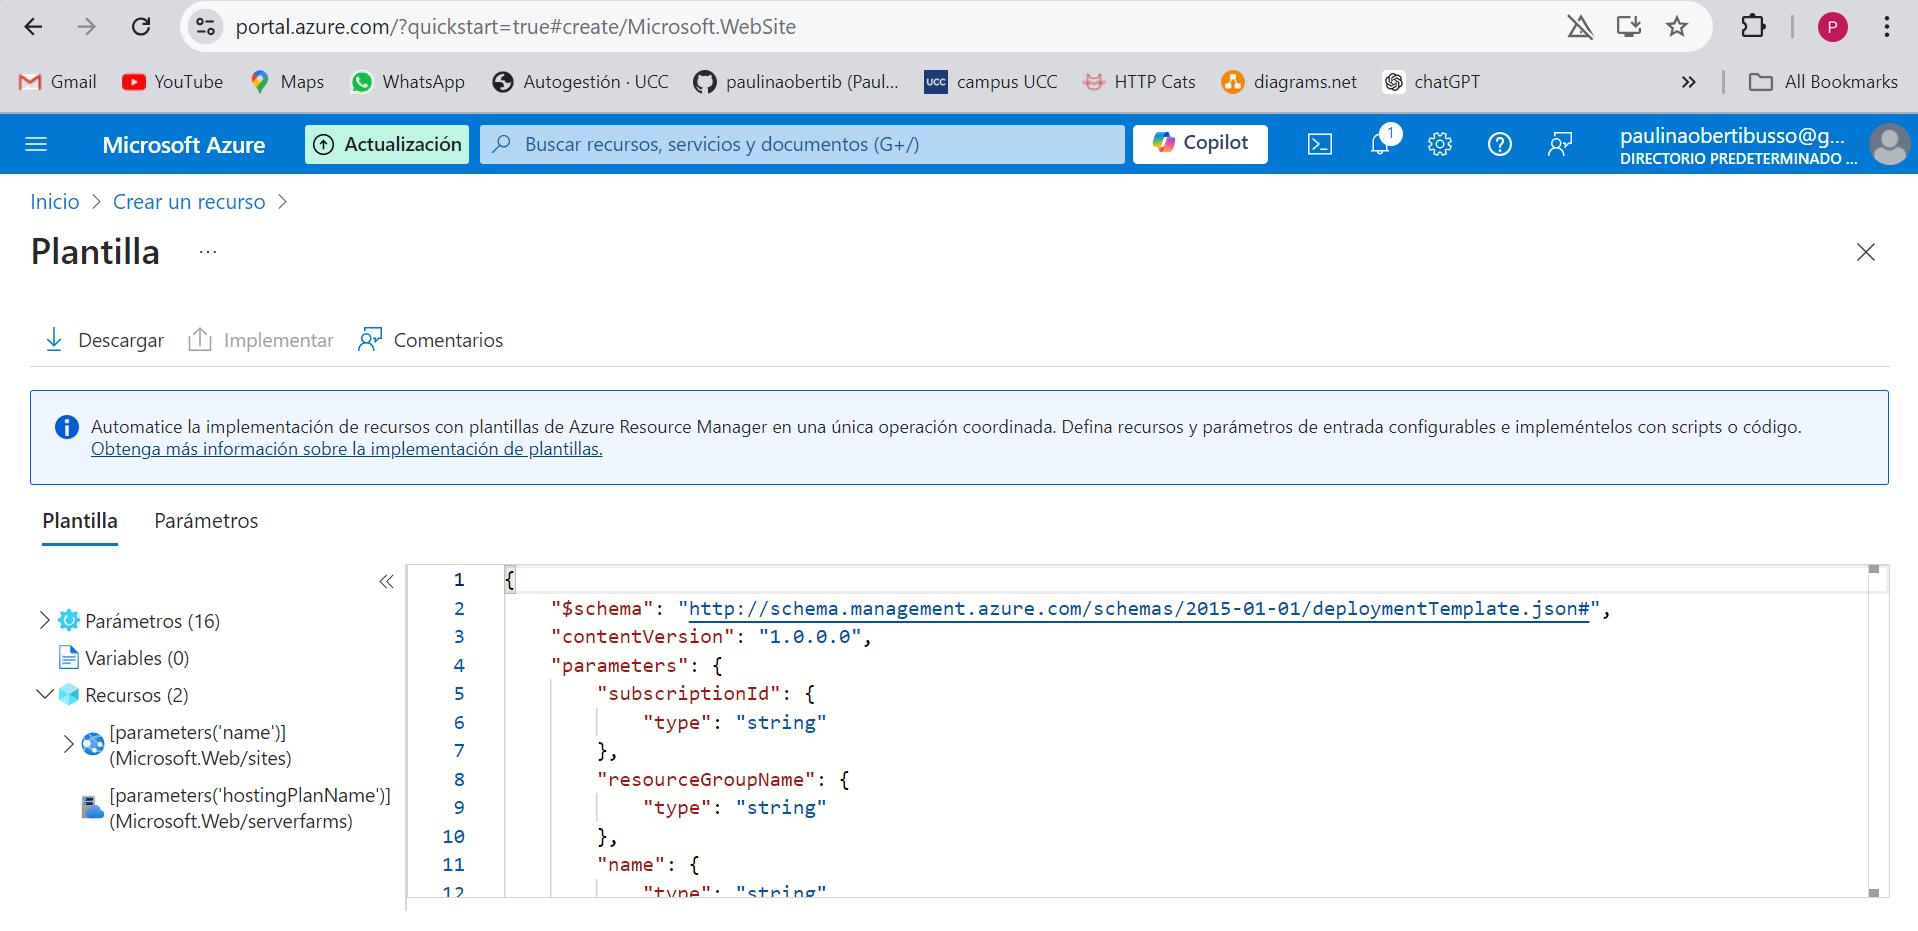 portal.azure.com/?quickstart=true#create/Microsoft.WebSite
P
Gmail YouTube Maps WhatsApp Autogestión · UCC paulinaobertib (Paul... UCC campus UCC HTTP Cats diagrams.net chatGPT » All Bookmarks
Microsoft Azure Actualización Buscar recursos, servicios y documentos (G+/) Copilot 1 paulinaobertibusso@g...
DIRECTORIO PREDETERMINADO ...
Inicio > Crear un recurso >
Plantilla ...
Descargar Implementar Comentarios
Automatice la implementación de recursos con plantillas de Azure Resource Manager en una única operación coordinada. Defina recursos y parámetros de entrada configurables e impleméntelos con scripts o código.
Obtenga más información sobre la implementación de plantillas.
Plantilla Parámetros
«
Parámetros (16)
Variables (0)
Recursos (2)
[parameters('name')]
(Microsoft.Web/sites)
[parameters('hostingPlanName')]
(Microsoft.Web/serverfarms)
1 {
2 "$schema": "http://schema.management.azure.com/schemas/2015-01-01/deploymentTemplate.json#",
3 "contentVersion": "1.0.0.0",
4 "parameters": {
5 "subscriptionId": {
6 "type": "string"
7 },
8 "resourceGroupName": {
9 "type": "string"
10 },
11 "name": {
12 "type": "string"